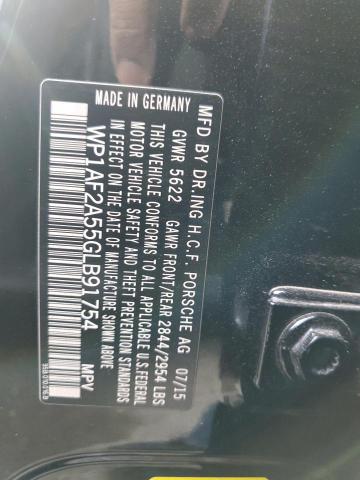 MADE IN GERMANY
MFD BY DR.ING H.C.F. PORSCHE AG 07/15
GVWR 5622 GAWR FRONT/REAR 2844/2954 LBS
THIS VEHICLE CONFORMS TO ALL APPLICABLE U.S.FEDERAL
MOTOR VEHICLE SAFETY AND THEFT PREVENTION STANDARDS
IN EFFECT ON THE DATE OF MANUFACTURE SHOWN ABOVE
WP1AF2A55GLB91754 MPV